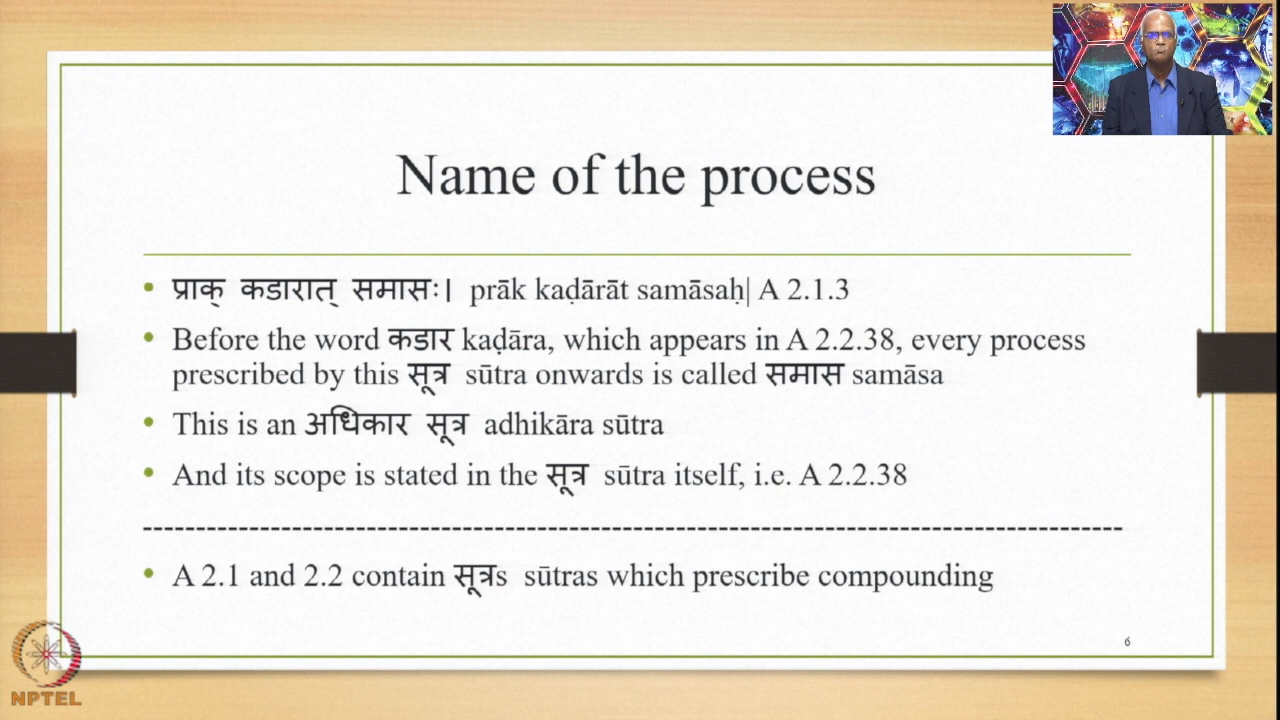 Name of the process
• प्राक् कडारात् समासः। prāk kaḍārāt samāsaḥ| A 2.1.3
• Before the word कडार kaḍāra, which appears in A 2.2.38, every process
prescribed by this सूत्र sūtra onwards is called समास samāsa
• This is an अधिकार सूत्र adhikāra sūtra
• And its scope is stated in the सूत्र sūtra itself, i.e. A 2.2.38
--------------------------------------------------------------------------------------------
• A 2.1 and 2.2 contain सूत्रs sūtras which prescribe compounding
6
NPTEL